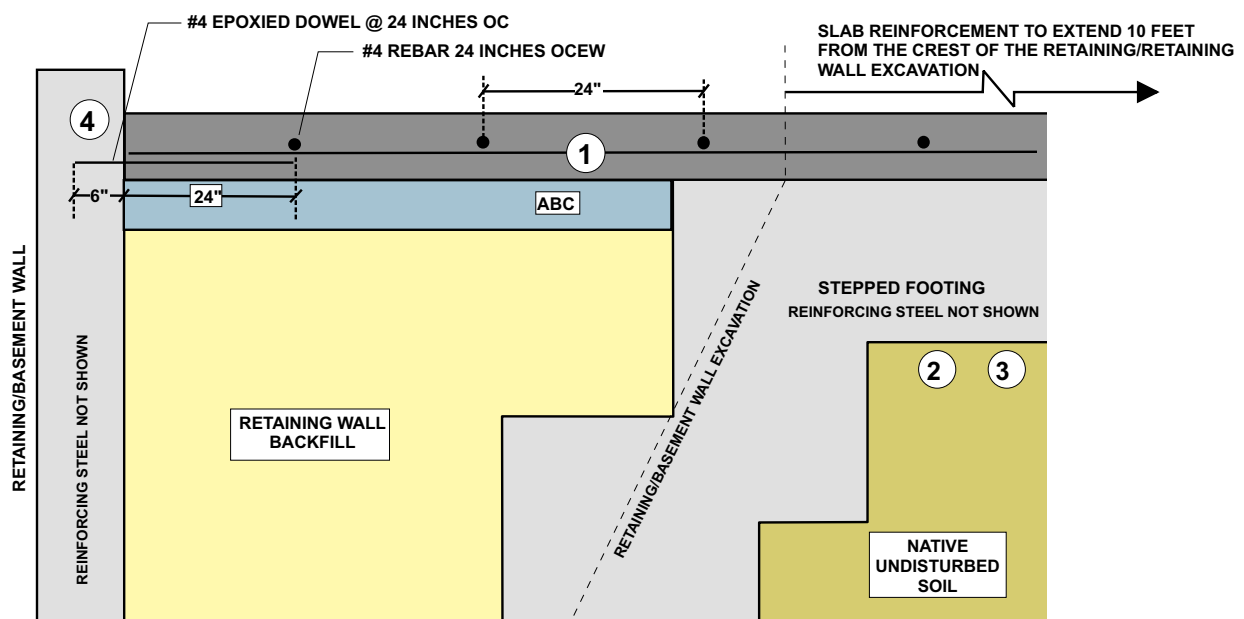 #4 EPOXIED DOWEL @ 24 INCHES OC
#4 REBAR 24 INCHES OCEW
SLAB REINFORCEMENT TO EXTEND 10 FEET
FROM THE CREST OF THE RETAINING/RETAINING
WALL EXCAVATION
24"
4
1
6"
24"
ABC
RETAINING/BASEMENT WALL
REINFORCING STEEL NOT SHOWN
RETAINING WALL
BACKFILL
RETAINING/BASEMENT WALL EXCAVATION
STEPPED FOOTING
REINFORCING STEEL NOT SHOWN
2
3
NATIVE
UNDISTURBED
SOIL